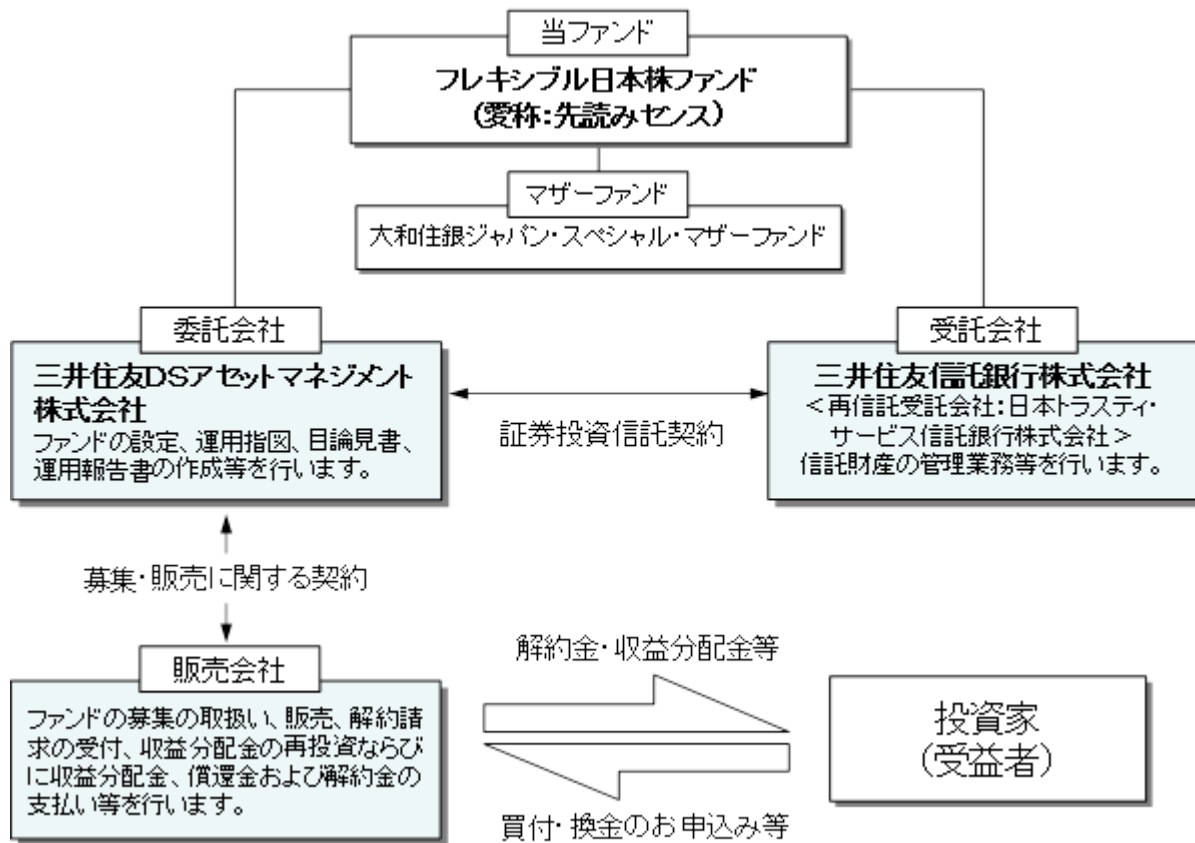 当ファンド
フレキシブル日本株ファンド
(愛称:先読みセンス)
マザーファンド
大和住銀ジャパン・スペシャル・マザーファンド
委託会社
三井住友DSアセットマネジメント
株式会社
ファンドの設定、運用指図、目論見書、
運用報告書の作成等を行います。
証券投資信託契約
受託会社
三井住友信託銀行株式会社
<再信託受託会社:日本トラスティ・
サービス信託銀行株式会社>
信託財産の管理業務等を行います。
募集・販売に関する契約
販売会社
ファンドの募集の取扱い、販売、解約請
求の受付、収益分配金の再投資ならび
に収益分配金、償還金および解約金の
支払い等を行います。
解約金・収益分配金等
買付・換金のお申込み等
投資家
(受益者)